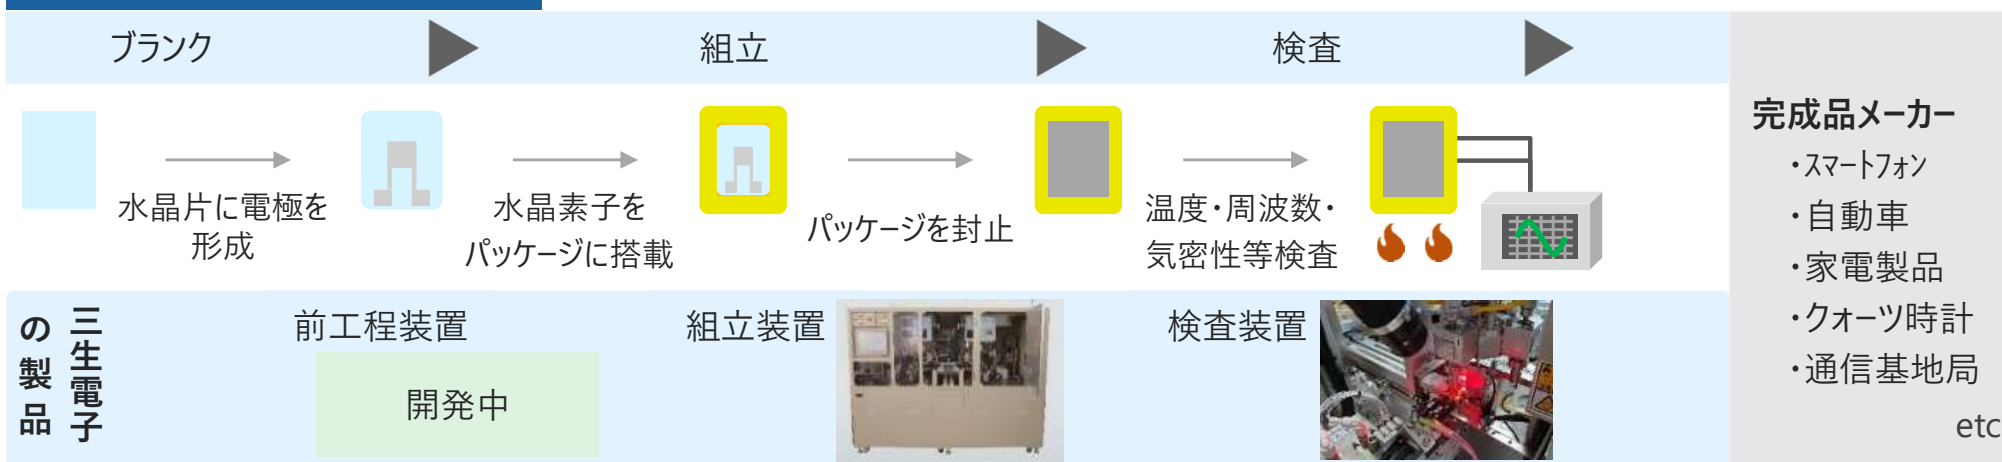 ブランク
組立
検査
水晶片に電極を
形成
水晶素子を
パッケージに搭載
パッケージを封止
温度・周波数・
気密性等検査
三生電子
の製品
前工程装置
開発中
組立装置
検査装置
完成品メーカー
・スマートフォン
・自動車
・家電製品
・クォーツ時計
・通信基地局
etc